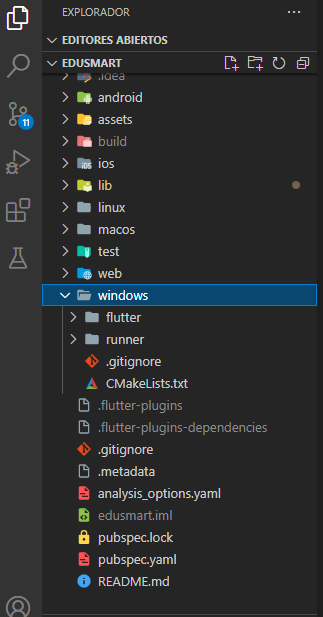 EXPLORADOR
EDITORES ABIERTOS
EDUSMART
.idea
android
assets
build
iOS ios
lib
linux
macos
test
web
windows
flutter
runner
.gitignore
CMakeLists.txt
.flutter-plugins
.flutter-plugins-dependencies
.gitignore
.metadata
analysis_options.yaml
edusmart.iml
pubspec.lock
pubspec.yaml
README.md
11